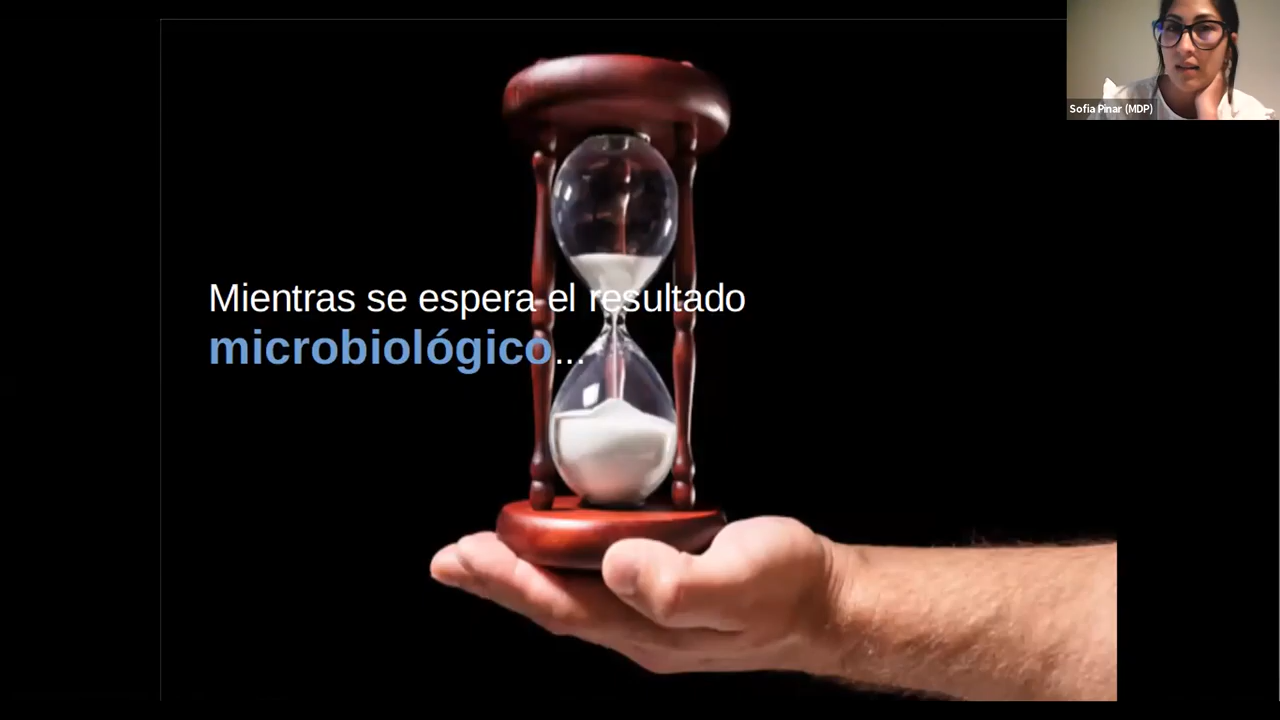 Sofia Pinar (MDP)
Mientras se espera el resultado
microbiológico...